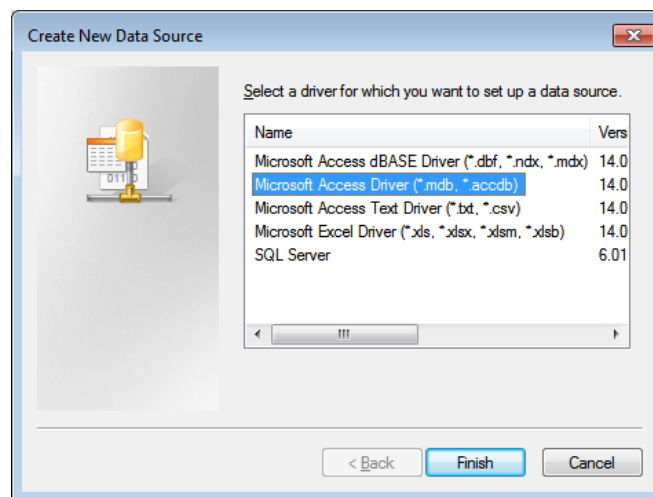 Create New Data Source
Select a driver for which you want to set up a data source.
Name Vers
Microsoft Access dBASE Driver (*.dbf, *.ndx, *.mdx) 14.0
Microsoft Access Driver (*.mdb, *.accdb) 14.0
Microsoft Access Text Driver (*.txt, *.csv) 14.0
Microsoft Excel Driver (*.xls, *.xlsx, *.xlsm, *.xlsb) 14.0
SQL Server 6.01
< Back Finish Cancel